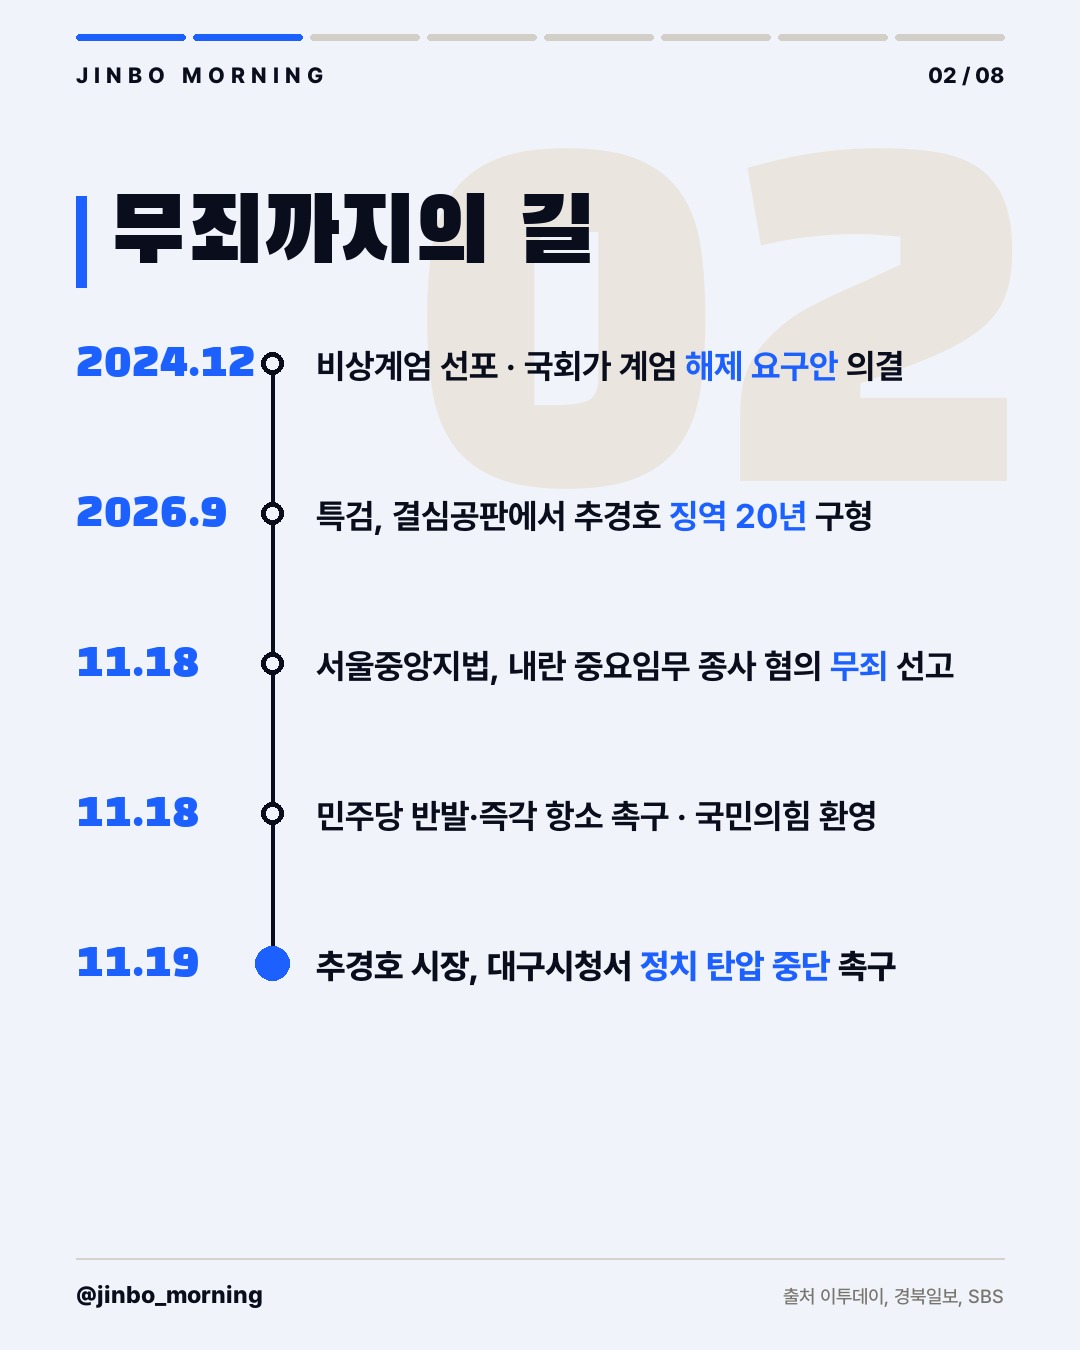 JINBO MORNING
02 / 08
02
무죄까지의 길
2024.12 비상계엄 선포 · 국회가 계엄 해제 요구안 의결
2026.9 특검, 결심공판에서 추경호 징역 20년 구형
11.18 서울중앙지법, 내란 중요임무 종사 혐의 무죄 선고
11.18 민주당 반발·즉각 항소 촉구 · 국민의힘 환영
11.19 추경호 시장, 대구시청서 정치 탄압 중단 촉구
@jinbo_morning
출처 이투데이, 경북일보, SBS